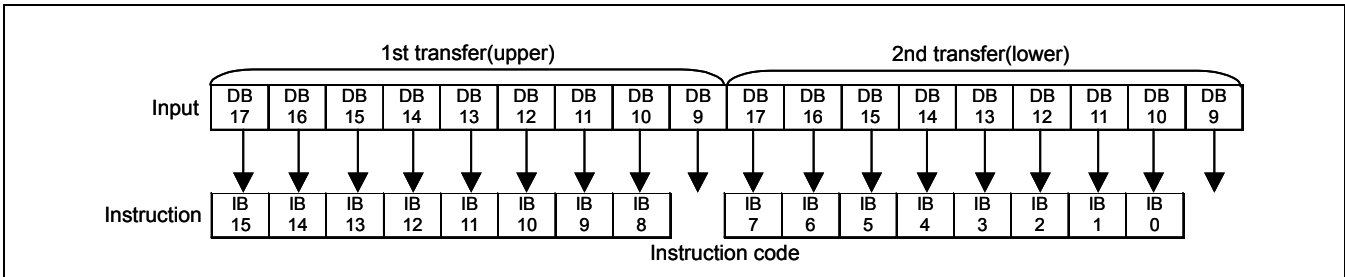 1st transfer(upper) 2nd transfer(lower)
Input DB DB DB DB DB DB DB DB DB DB DB DB DB DB DB DB DB DB
17 16 15 14 13 12 11 10 9 17 16 15 14 13 12 11 10 9
Instruction IB IB IB IB IB IB IB IB IB IB IB IB IB IB IB IB
15 14 13 12 11 10 9 8 7 6 5 4 3 2 1 0
Instruction code